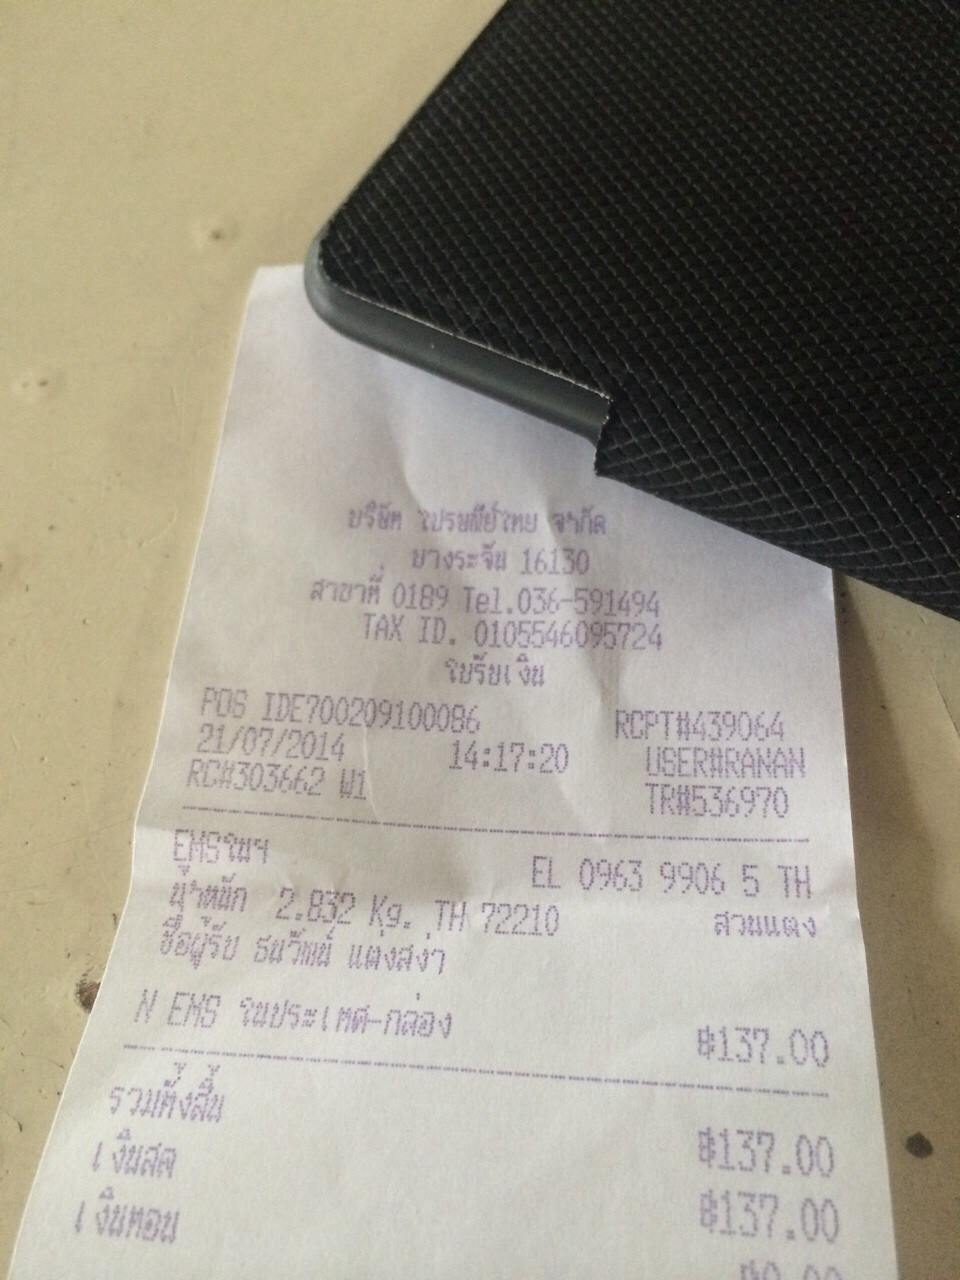 บริษัท ไปรษณีย์ไทย จำกัด
บางระจัน 16130
สาขาที่ 0189 Tel.036-591494
TAX ID. 0105546095724
ใบรับเงิน
POS IDE700209100086 RCPT#439064
21/07/2014 14:17:20 USER#RANAN
RC#303662 W1 TR#536970
EMSในฯ EL 0963 9906 5 TH
น้ำหนัก 2.832 Kg. TH 72210 สวนแตง
ชื่อผู้รับ ธนวัฒน์ แตงสง่า
N EMS ในประเทศ-กล่อง ฿137.00
รวมทั้งสิ้น ฿137.00
เงินสด ฿137.00
เงินทอน ฿0.00